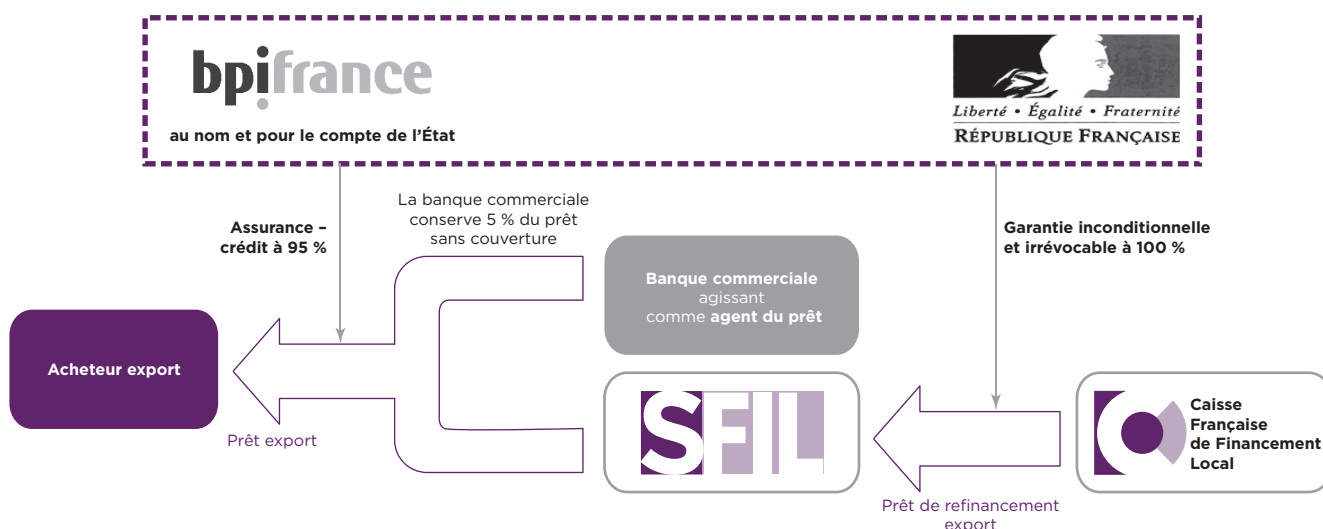 bpifrance
au nom et pour le compte de l’État
Liberté • Égalité • Fraternité
RÉPUBLIQUE FRANÇAISE
La banque commerciale
conserve 5 % du prêt
sans couverture
Assurance –
crédit à 95 %
Garantie inconditionnelle
et irrévocable à 100 %
Banque commerciale
agissant
comme agent du prêt
Acheteur export
Prêt export
SFIL
Caisse
Française
de Financement
Local
Prêt de refinancement
export